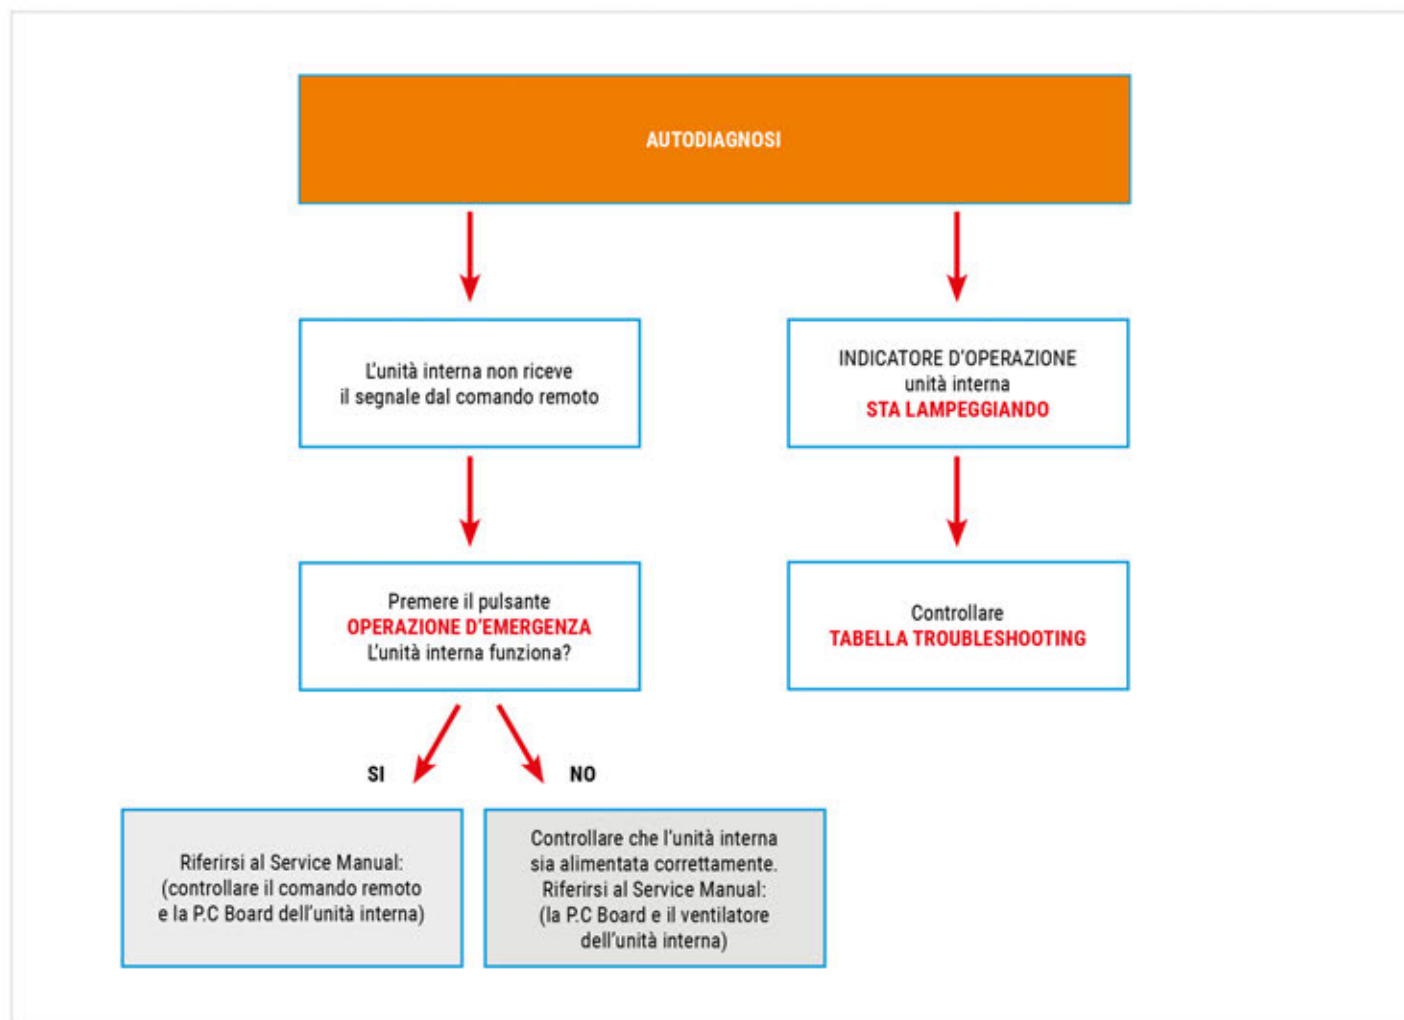 AUTODIAGNOSI
L'unità interna non riceve
il segnale dal comando remoto
INDICATORE D'OPERAZIONE
unità interna
STA LAMPEGGIANDO
Premere il pulsante
OPERAZIONE D'EMERGENZA
L'unità interna funziona?
Controllare
TABELLA TROUBLESHOOTING
SI
NO
Riferirsi al Service Manual:
(controllare il comando remoto
e la P.C Board dell'unità interna)
Controllare che l'unità interna
sia alimentata correttamente.
Riferirsi al Service Manual:
(la P.C Board e il ventilatore
dell'unità interna)